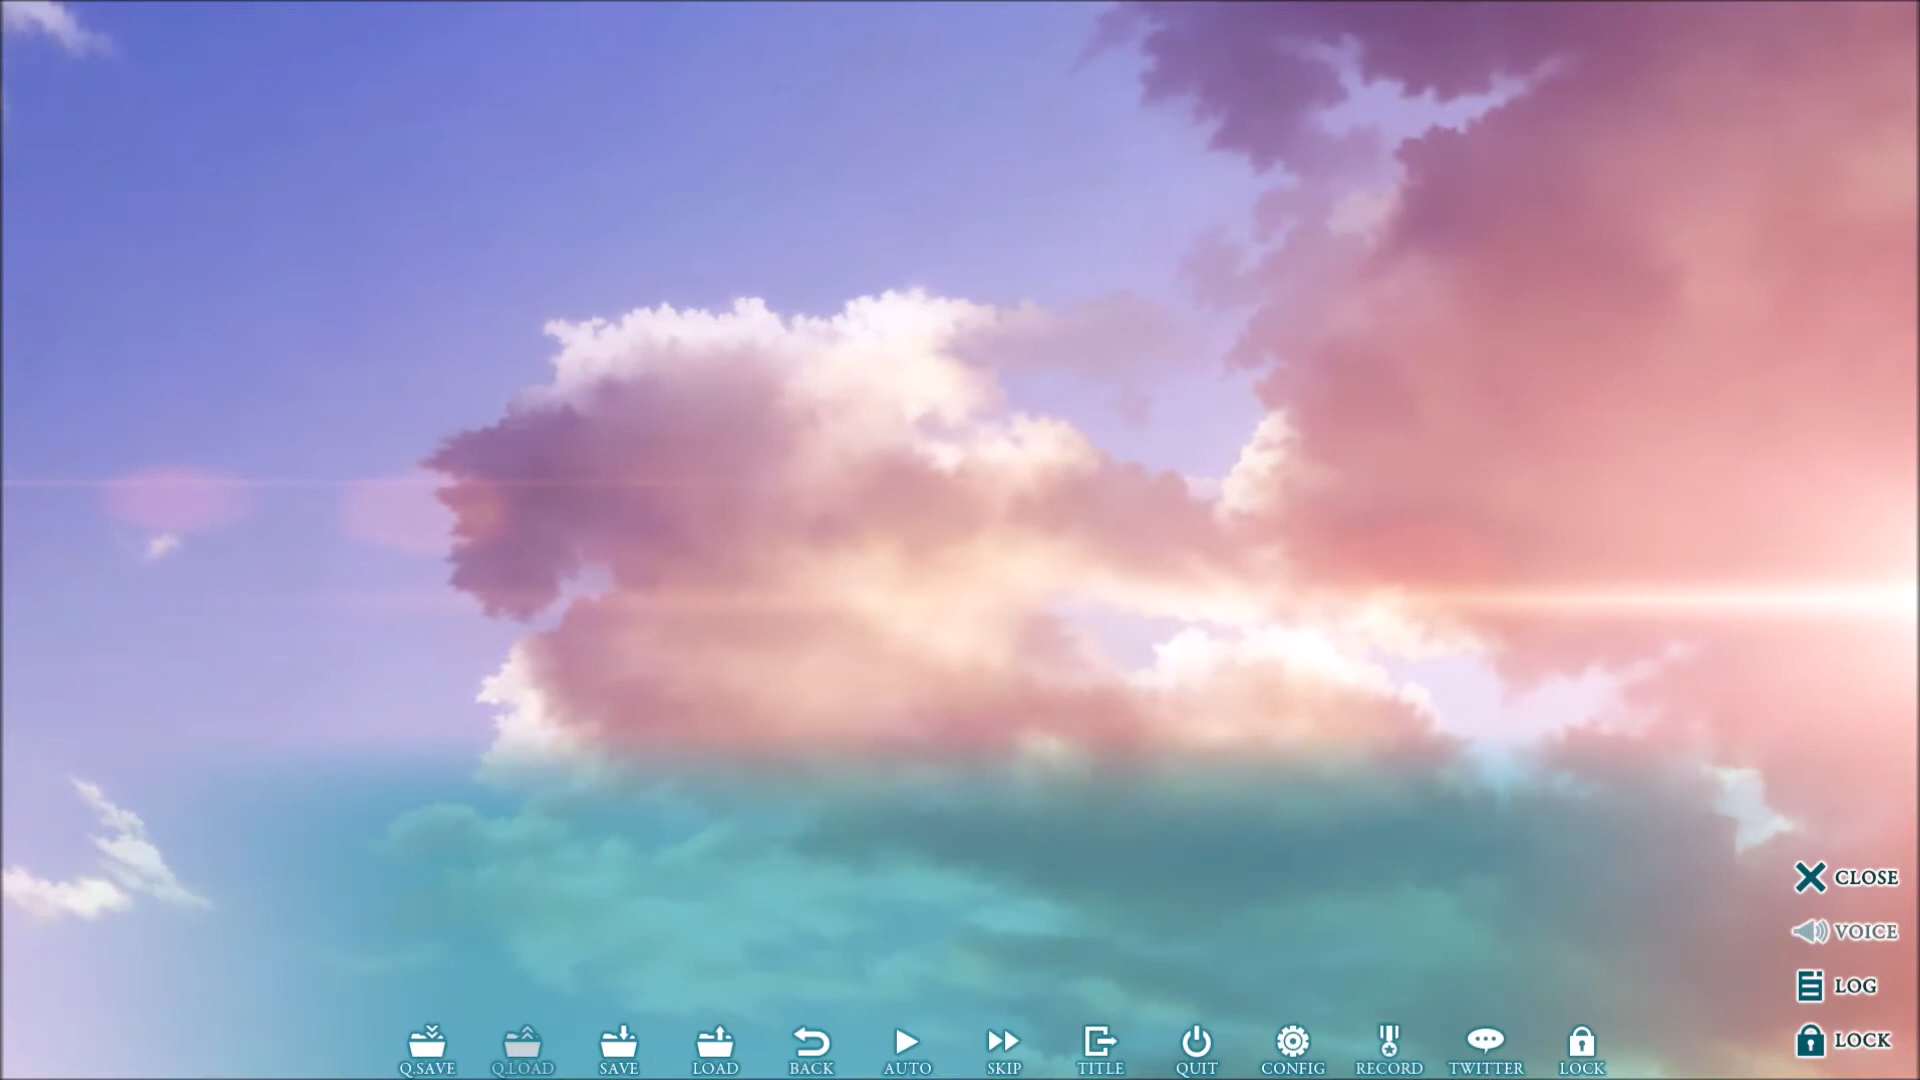 CLOSE
VOICE
LOG
LOCK
Q.SAVE Q.LOAD SAVE LOAD BACK AUTO SKIP TITLE QUIT CONFIG RECORD TWITTER LOCK